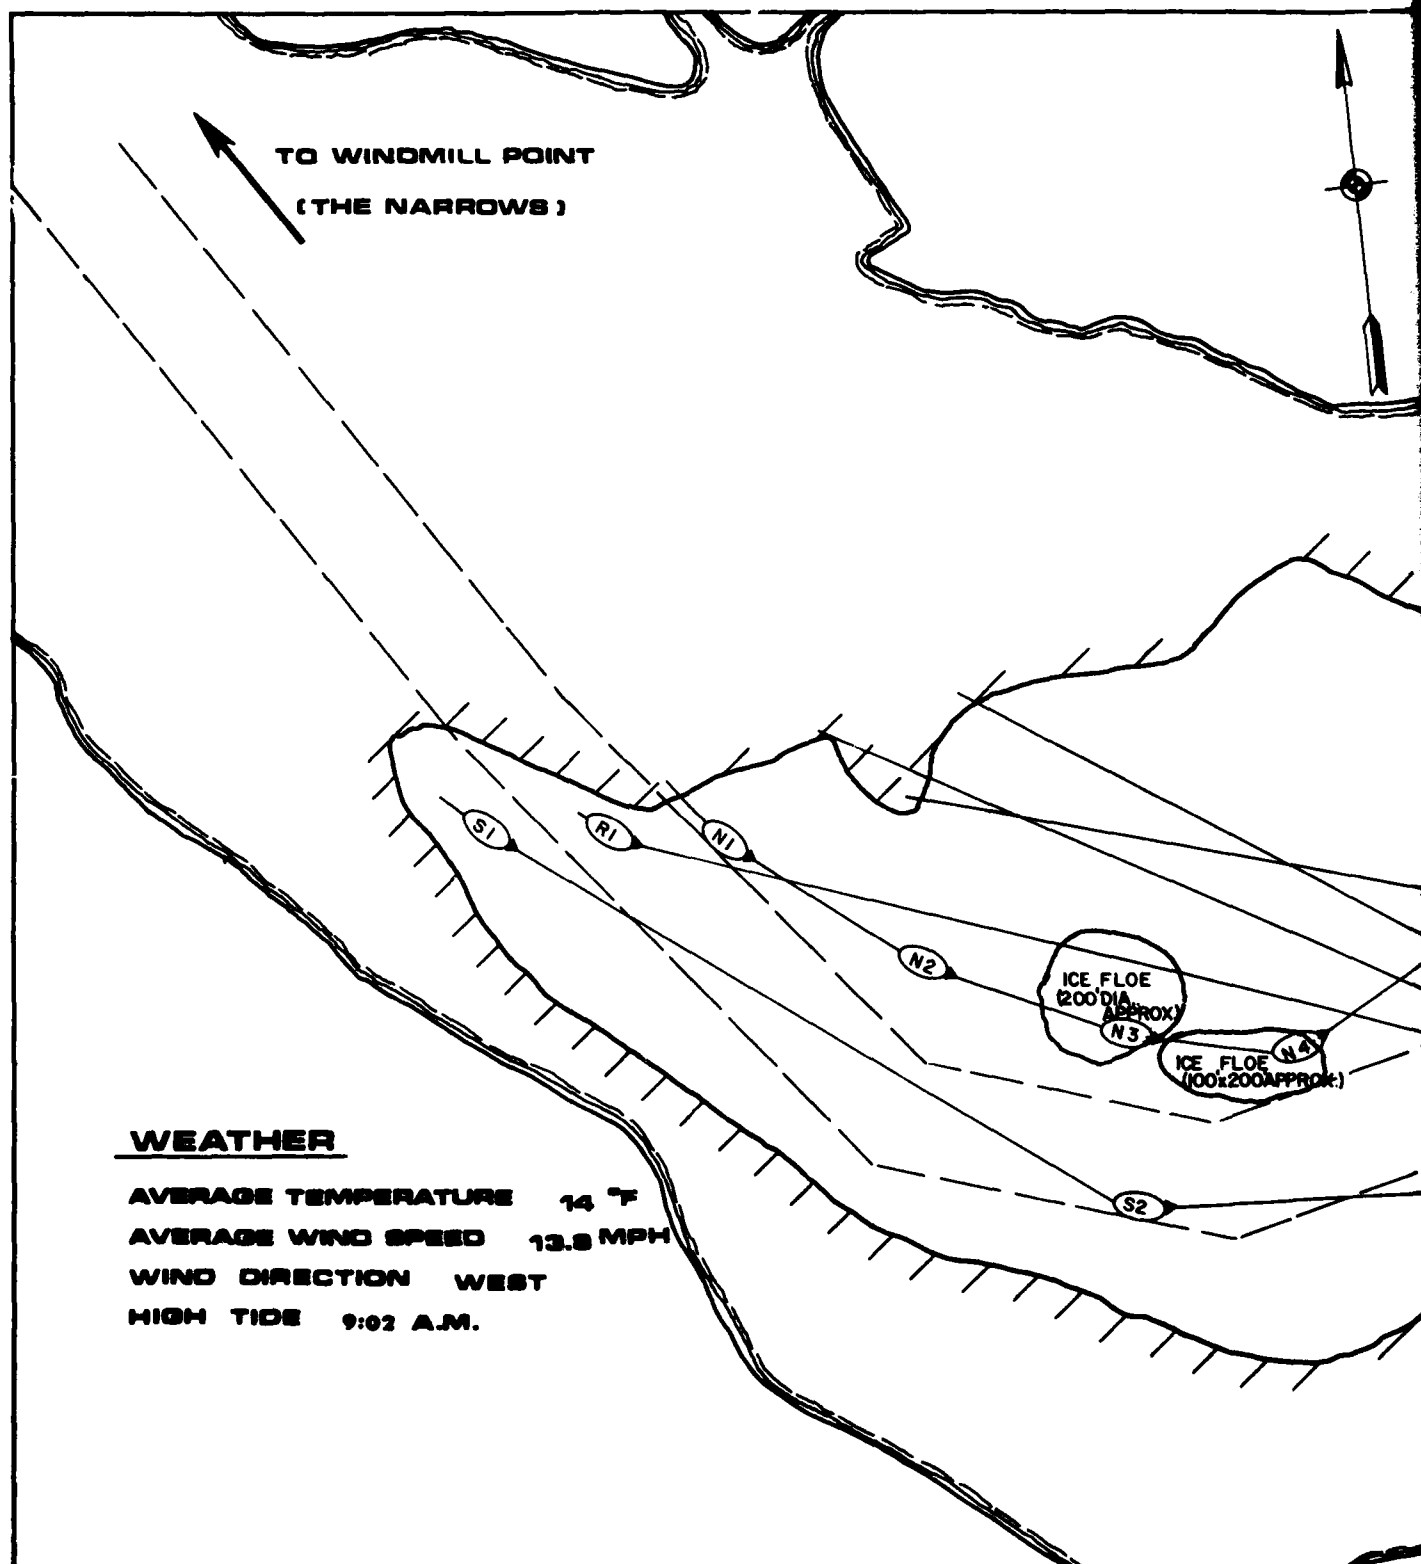 TO WINDMILL POINT
(THE NARROWS)
S1
R1
N1
N2
ICE FLOE
(200'DIA.
APPROX)
N3
N4
ICE FLOE
(100'x200'APPROX.)
S2
WEATHER
AVERAGE TEMPERATURE 14 °F
AVERAGE WIND SPEED 13.8 MPH
WIND DIRECTION WEST
HIGH TIDE 9:02 A.M.